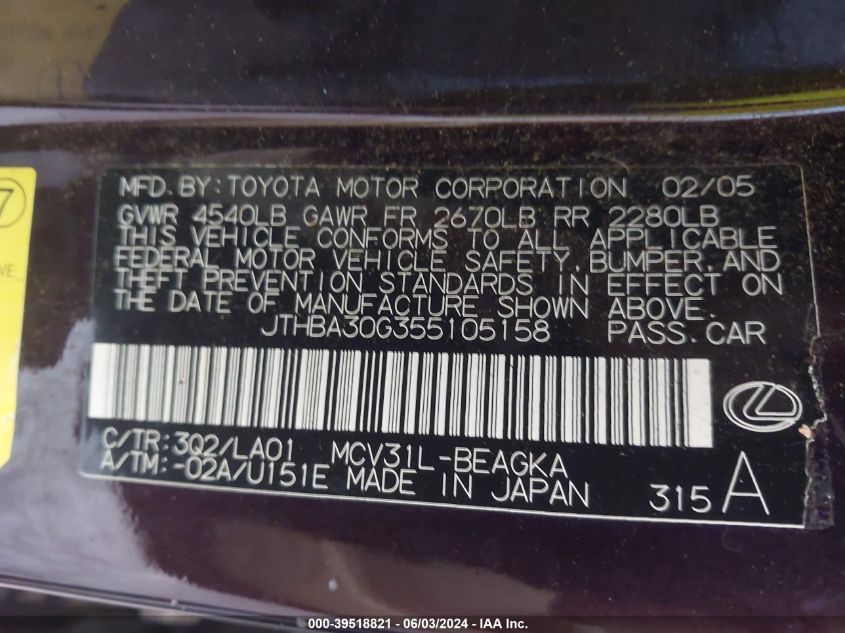 7
VE
MFD.BY:TOYOTA MOTOR CORPORATION 02/05
GVWR 4540LB GAWR FR 2670LB RR 2280LB
THIS VEHICLE CONFORMS TO ALL APPLICABLE
FEDERAL MOTOR VEHICLE SAFETY,BUMPER,AND
THEFT PREVENTION STANDARDS IN EFFECT ON
THE DATE OF MANUFACTURE SHOWN ABOVE.
JTHBA30G355105158 PASS.CAR
C/TR:3Q2/LA01 MCV31L-BEAGKA
A/TM:-02A/U151E MADE IN JAPAN 315 A
000-39518821 - 06/03/2024 - IAA Inc.